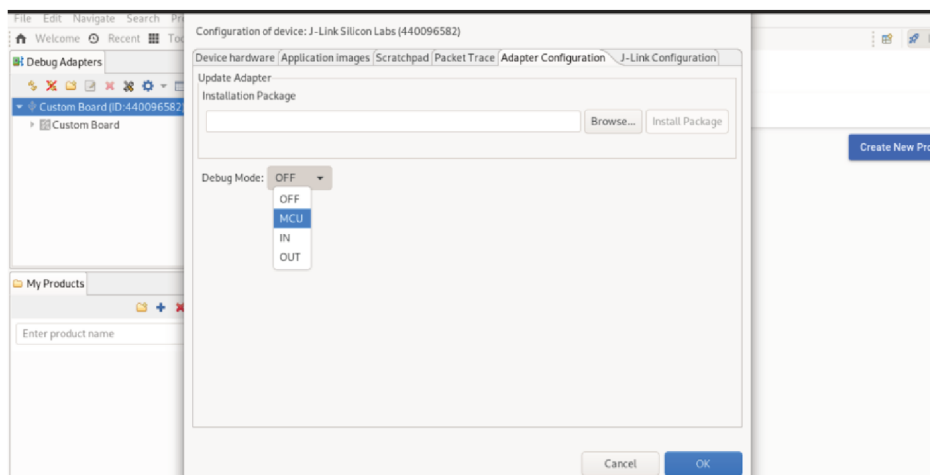 File Edit Navigate Search
Configuration of device: J-Link Silicon Labs (440096582)
Welcome Recent
Debug Adapters
Device hardware Application images Scratchpad Packet Trace Adapter Configuration J-Link Configuration
Update Adapter
Installation Package
Custom Board (ID:440096582
Custom Board
Browse... Install Package
Create New Pro
Debug Mode: OFF
OFF
MCU
IN
OUT
My Products
Enter product name
Cancel OK